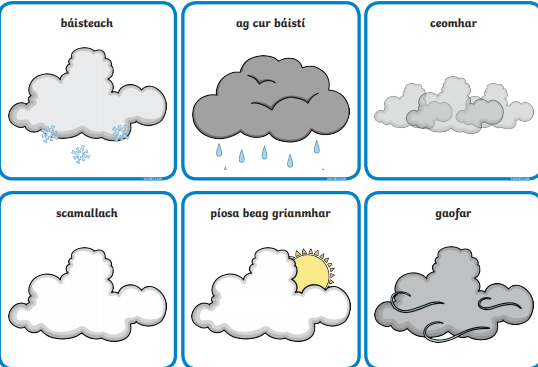 báisteach
ag cur báistí
ceomhar
scamallach
píosa beag grianmhar
gaofar